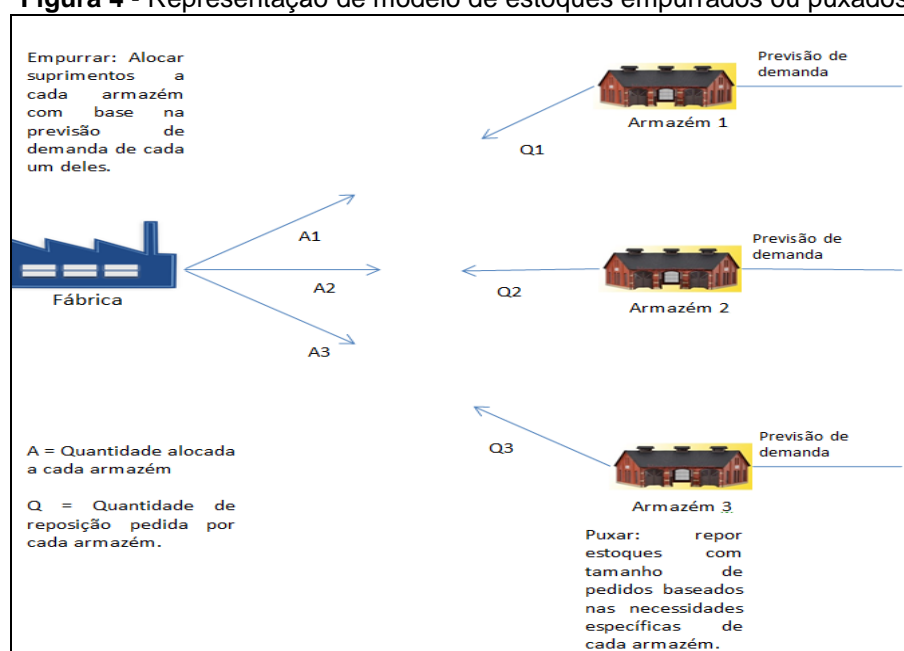 Figura 4 - Representação de modelo de estoques empurrados ou puxados
Empurrar: Alocar
suprimentos a
cada armazém
com base na
previsão de
demanda de cada
um deles.
Previsão de
demanda
Armazém 1
Q1
A1
Previsão de
demanda
Fábrica
A2
Q2
Armazém 2
A3
A = Quantidade alocada
a cada armazém
Q = Quantidade de
reposição pedida por
cada armazém.
Q3
Previsão de
demanda
Armazém 3
Puxar: repor
estoques com
tamanho de
pedidos baseados
nas necessidades
específicas de
cada armazém.